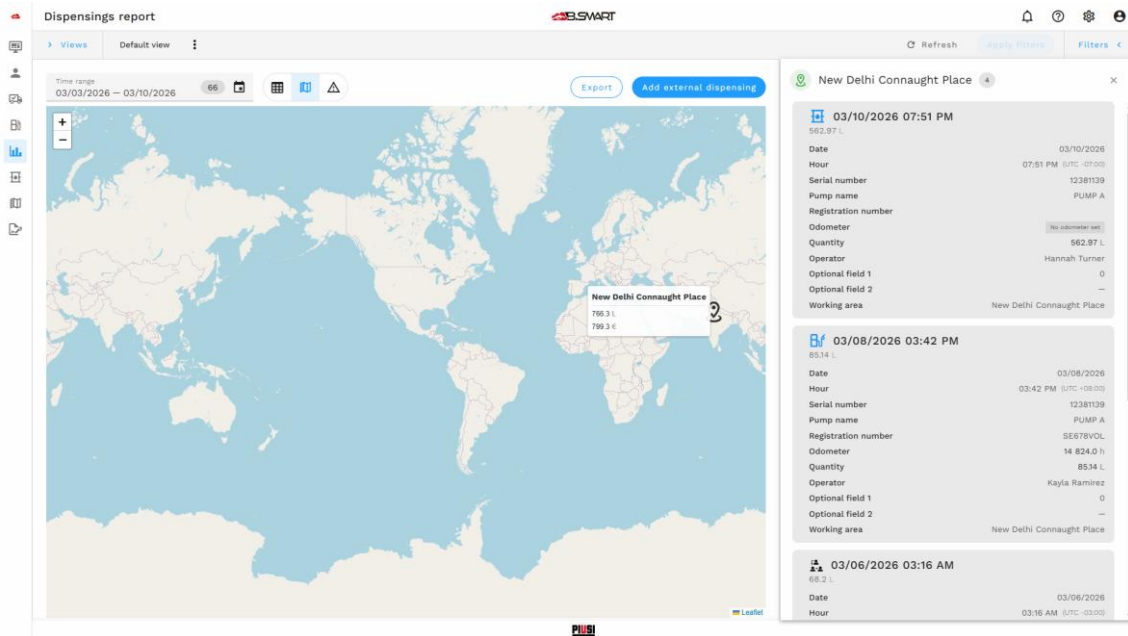 Dispensings report
B.SMART
Views
Default view
Refresh
Apply Filters
Filters
Time range
03/03/2026 — 03/10/2026
66
Export
Add external dispensing
+
−
New Delhi Connaught Place
766.3 L
799.3 €
Leaflet
New Delhi Connaught Place 4
03/10/2026 07:51 PM
562.97 L
Date 03/10/2026
Hour 07:51 PM (UTC -07:00)
Serial number 12381139
Pump name PUMP A
Registration number
Odometer No odometer set
Quantity 562.97 L
Operator Hannah Turner
Optional field 1 0
Optional field 2 —
Working area New Delhi Connaught Place
03/08/2026 03:42 PM
85.14 L
Date 03/08/2026
Hour 03:42 PM (UTC +08:00)
Serial number 12381139
Pump name PUMP A
Registration number SE678VOL
Odometer 14 824.0 h
Quantity 85.14 L
Operator Kayla Ramirez
Optional field 1 0
Optional field 2 —
Working area New Delhi Connaught Place
03/06/2026 03:16 AM
68.2 L
Date 03/06/2026
Hour 03:16 AM (UTC -03:00)
PIUSI